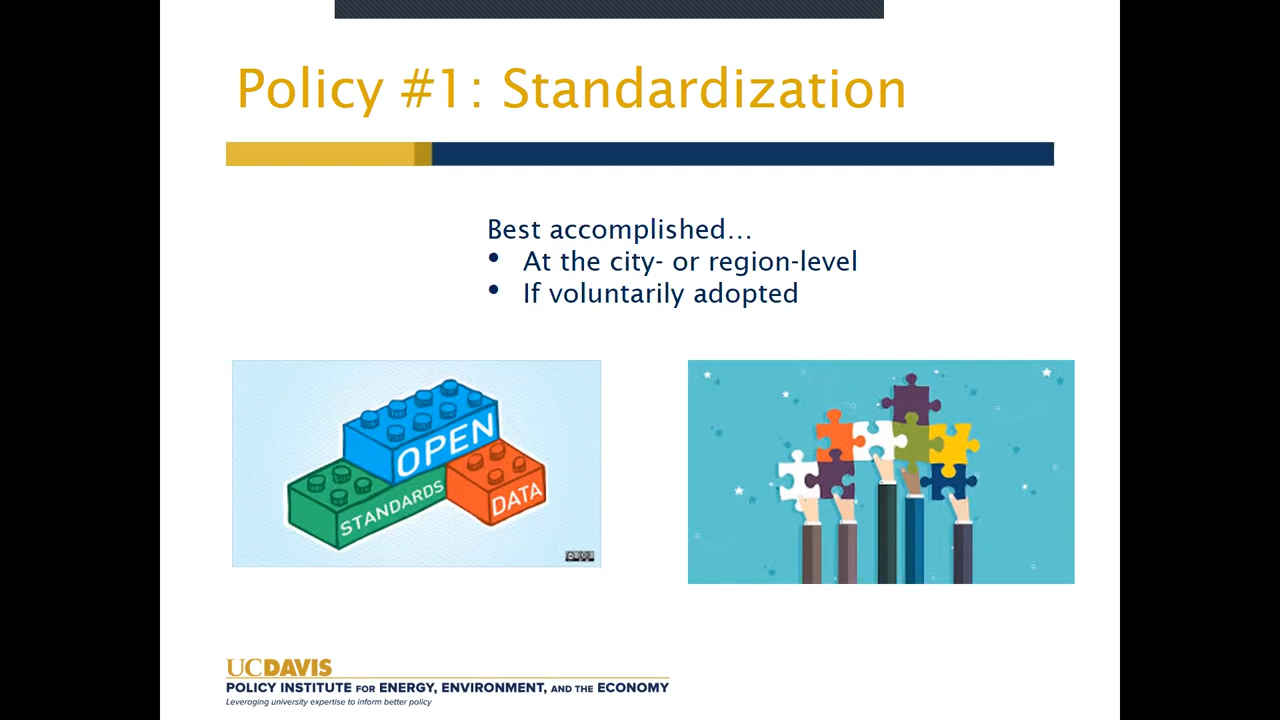 Policy #1: Standardization
Best accomplished…
• At the city- or region-level
• If voluntarily adopted
OPEN
STANDARDS
DATA
UCDAVIS
POLICY INSTITUTE FOR ENERGY, ENVIRONMENT, AND THE ECONOMY
Leveraging university expertise to inform better policy